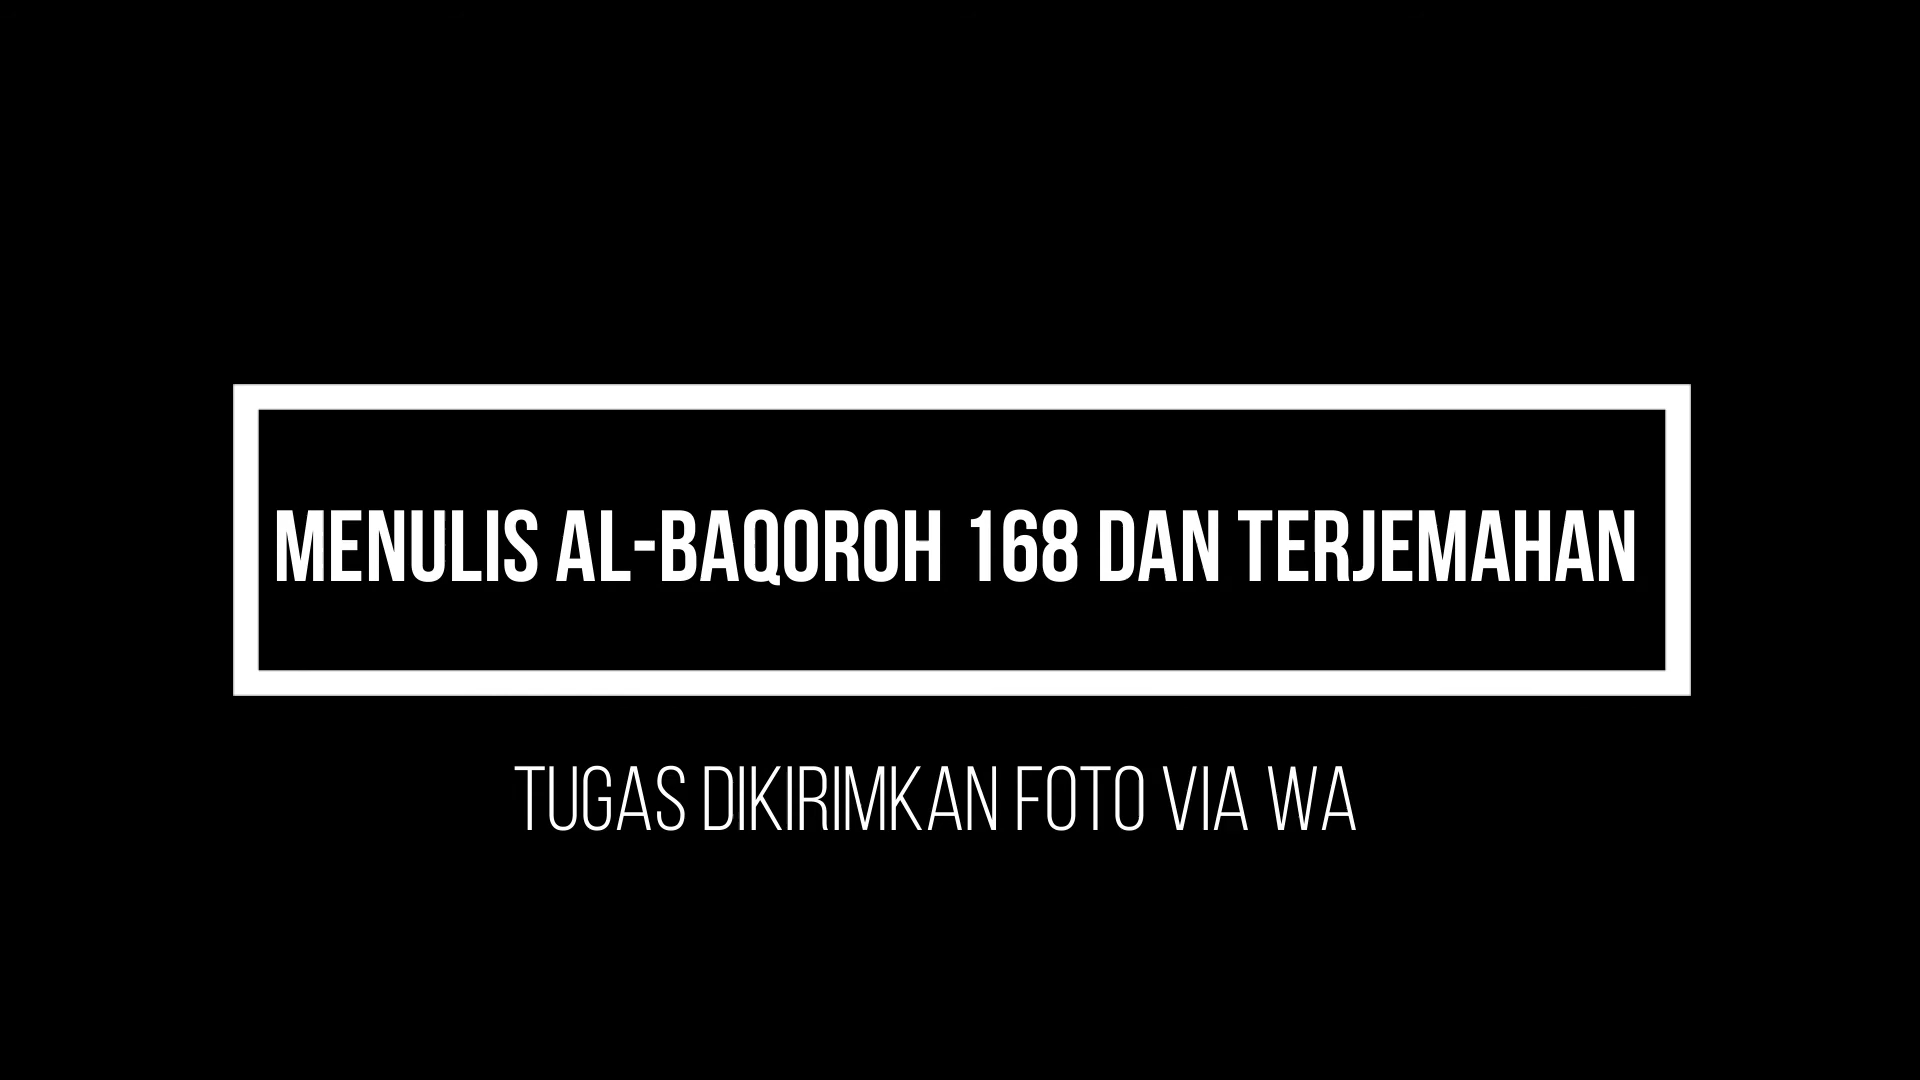 MENULIS AL-BAQOROH 168 DAN TERJEMAHAN
TUGAS DIKIRIMKAN FOTO VIA WA